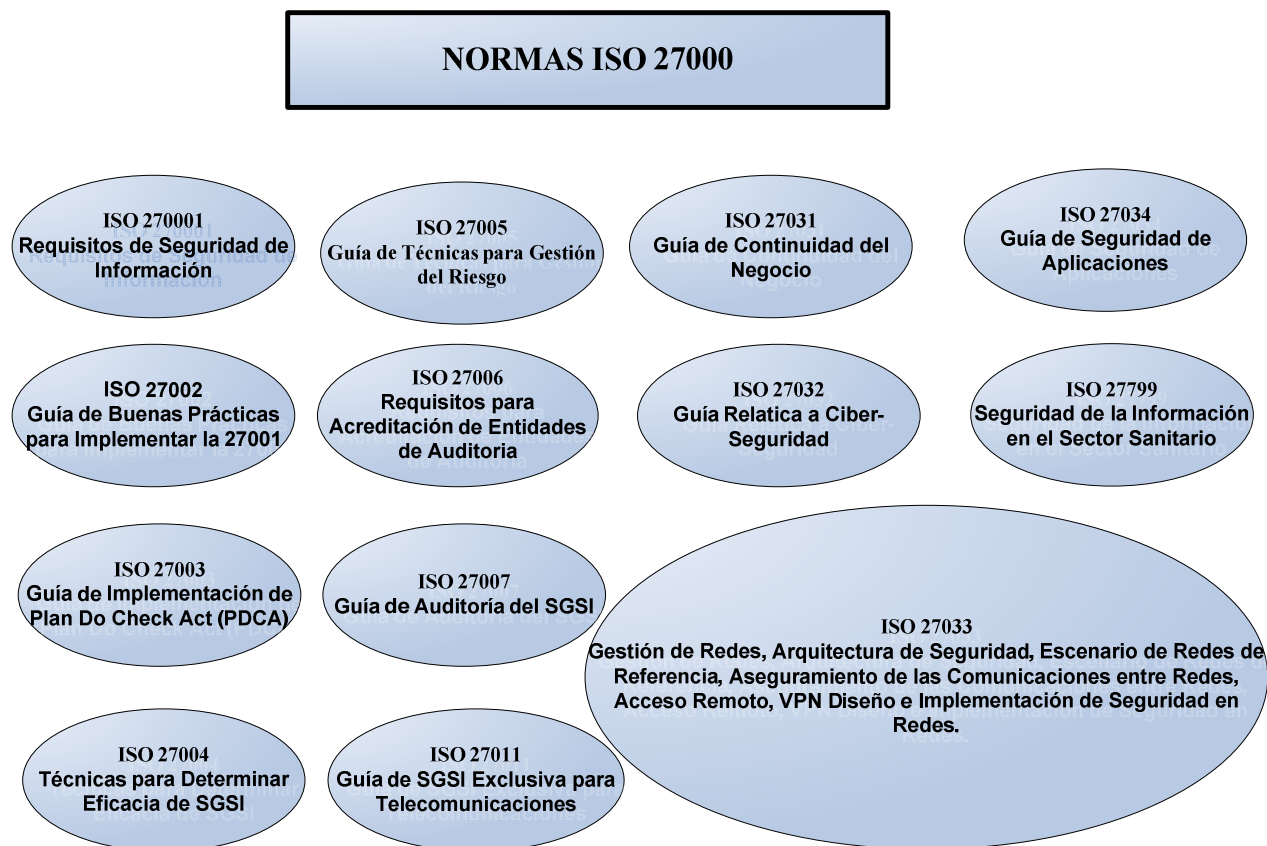 NORMAS ISO 27000
ISO 270001
Requisitos de Seguridad de
Información
ISO 27005
Guía de Técnicas para Gestión
del Riesgo
ISO 27031
Guía de Continuidad del
Negocio
ISO 27034
Guía de Seguridad de
Aplicaciones
ISO 27002
Guía de Buenas Prácticas
para Implementar la 27001
ISO 27006
Requisitos para
Acreditación de Entidades
de Auditoria
ISO 27032
Guía Relatica a Ciber-
Seguridad
ISO 27799
Seguridad de la Información
en el Sector Sanitario
ISO 27003
Guía de Implementación de
Plan Do Check Act (PDCA)
ISO 27007
Guía de Auditoría del SGSI
ISO 27033
Gestión de Redes, Arquitectura de Seguridad, Escenario de Redes de
Referencia, Aseguramiento de las Comunicaciones entre Redes,
Acceso Remoto, VPN Diseño e Implementación de Seguridad en
Redes.
ISO 27004
Técnicas para Determinar
Eficacia de SGSI
ISO 27011
Guía de SGSI Exclusiva para
Telecomunicaciones